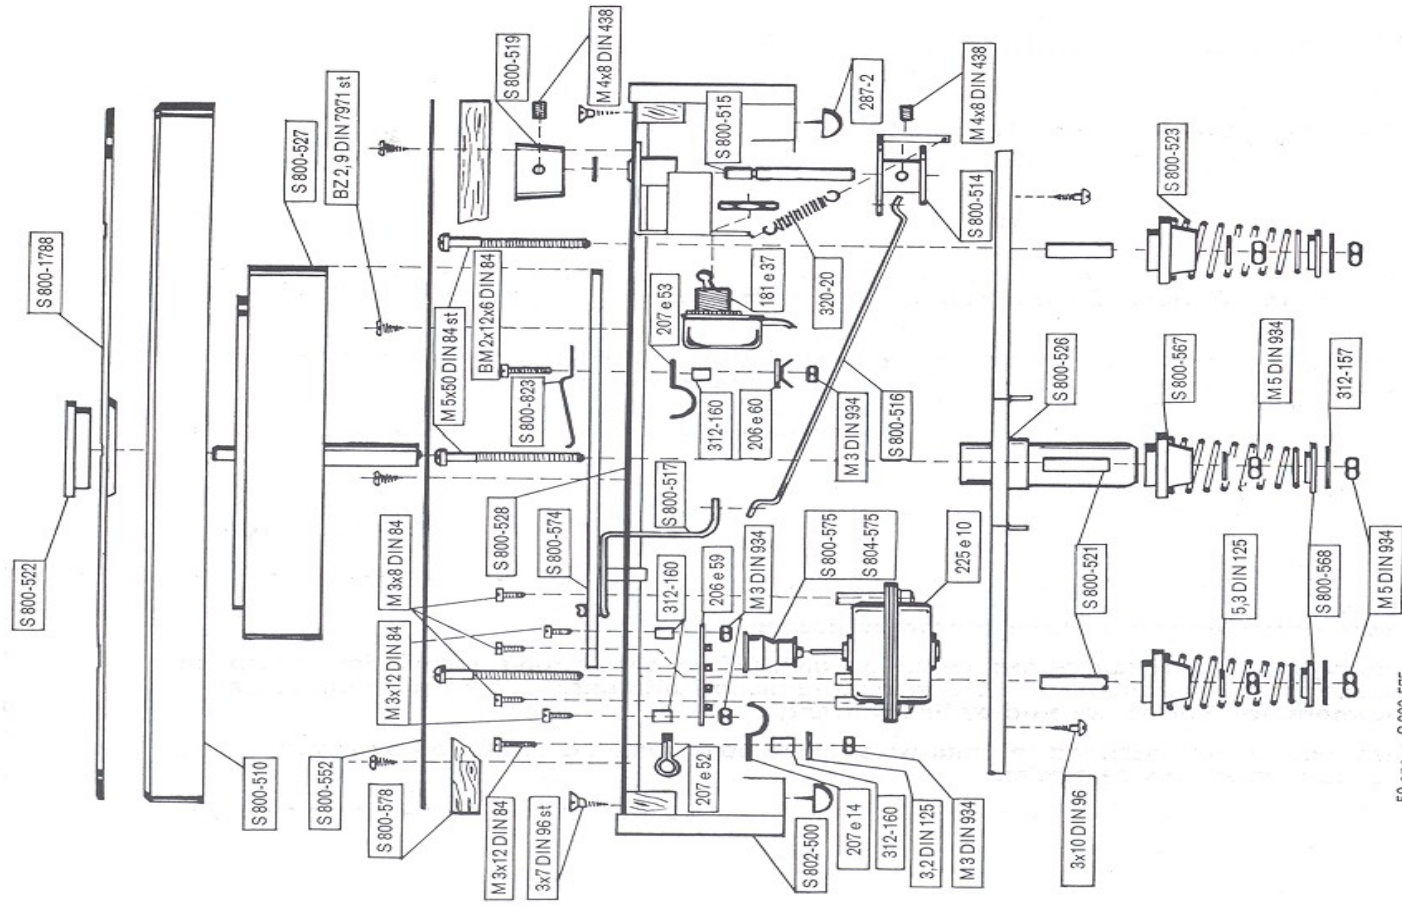 S 800-522
S 800-1788
S 800-527
BZ 2,9 DIN 7971 st
S 800-519
M 4x8 DIN 438
S 800-510
S 800-552
S 800-578
M 3x12 DIN 84
M 3x8 DIN 84
M 5x50 DIN 84 st
BM 2x12x6 DIN 84
S 800-823
S 800-528
S 800-574
M 3x12 DIN 84
3x7 DIN 96 st
S 800-517
207 e 53
312-160
206 e 60
M 3 DIN 934
181 e 37
320-20
S 800-515
287-2
M 4x8 DIN 438
S 800-514
S 800-516
312-160
206 e 59
M 3 DIN 934
S 800-575
S 804-575
225 e 10
207 e 52
S 802-500
207 e 14
312-160
3,2 DIN 125
M 3 DIN 934
3x10 DIN 96
S 800-526
S 800-521
S 800-523
S 800-567
M 5 DIN 934
312-157
5,3 DIN 125
S 800-568
M 5 DIN 934